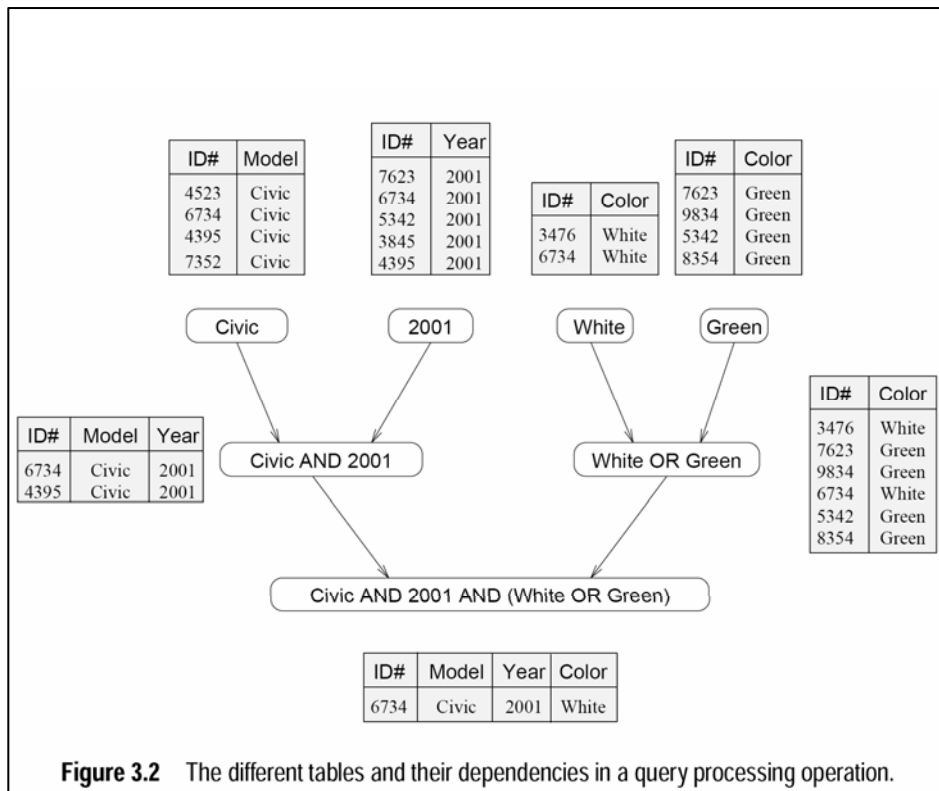 ID# Model
4523 Civic
6734 Civic
4395 Civic
7352 Civic
ID# Year
7623 2001
6734 2001
5342 2001
3845 2001
4395 2001
ID# Color
3476 White
6734 White
ID# Color
7623 Green
9834 Green
5342 Green
8354 Green
Civic
2001
White
Green
ID# Model Year
6734 Civic 2001
4395 Civic 2001
Civic AND 2001
White OR Green
ID# Color
3476 White
7623 Green
9834 Green
6734 White
5342 Green
8354 Green
Civic AND 2001 AND (White OR Green)
ID# Model Year Color
6734 Civic 2001 White
Figure 3.2 The different tables and their dependencies in a query processing operation.